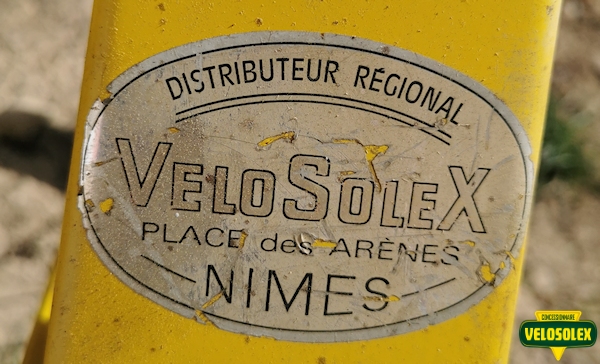 DISTRIBUTEUR RÉGIONAL
VELOSOLEX
PLACE des ARÈNES
NIMES
CONCESSIONNAIRE
VELOSOLEX